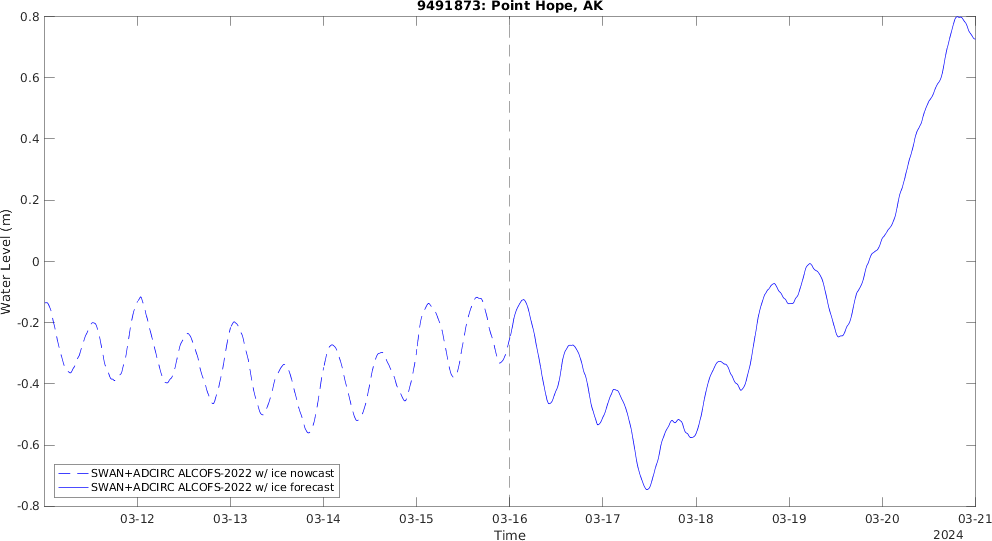 9491873: Point Hope, AK
Water Level (m)
0.8
0.6
0.4
0.2
0
-0.2
-0.4
-0.6
-0.8
SWAN+ADCIRC ALCOFS-2022 w/ ice nowcast
SWAN+ADCIRC ALCOFS-2022 w/ ice forecast
03-12 03-13 03-14 03-15 03-16 03-17 03-18 03-19 03-20 03-21
Time
2024